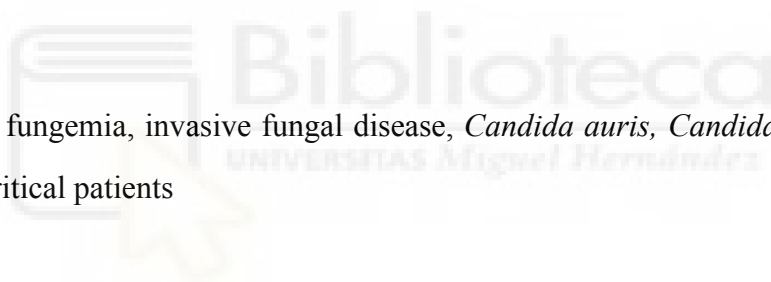 Biblioteca
fungemia, invasive fungal disease, Candida auris, Candida
UNIVERSITAS Miguel Hernández
ritical patients